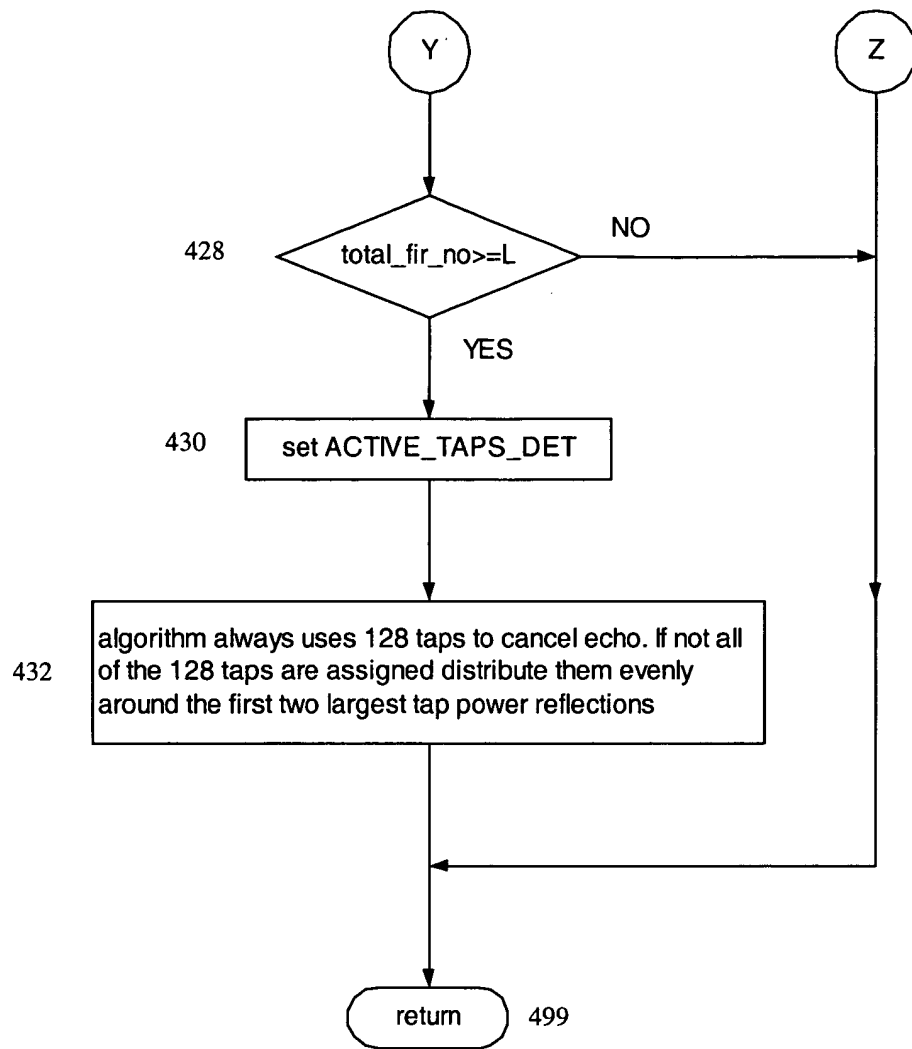 Y
Z
428
total_fir_no>=L
NO
YES
430
set ACTIVE_TAPS_DET
432
algorithm always uses 128 taps to cancel echo. If not all
of the 128 taps are assigned distribute them evenly
around the first two largest tap power reflections
return
499